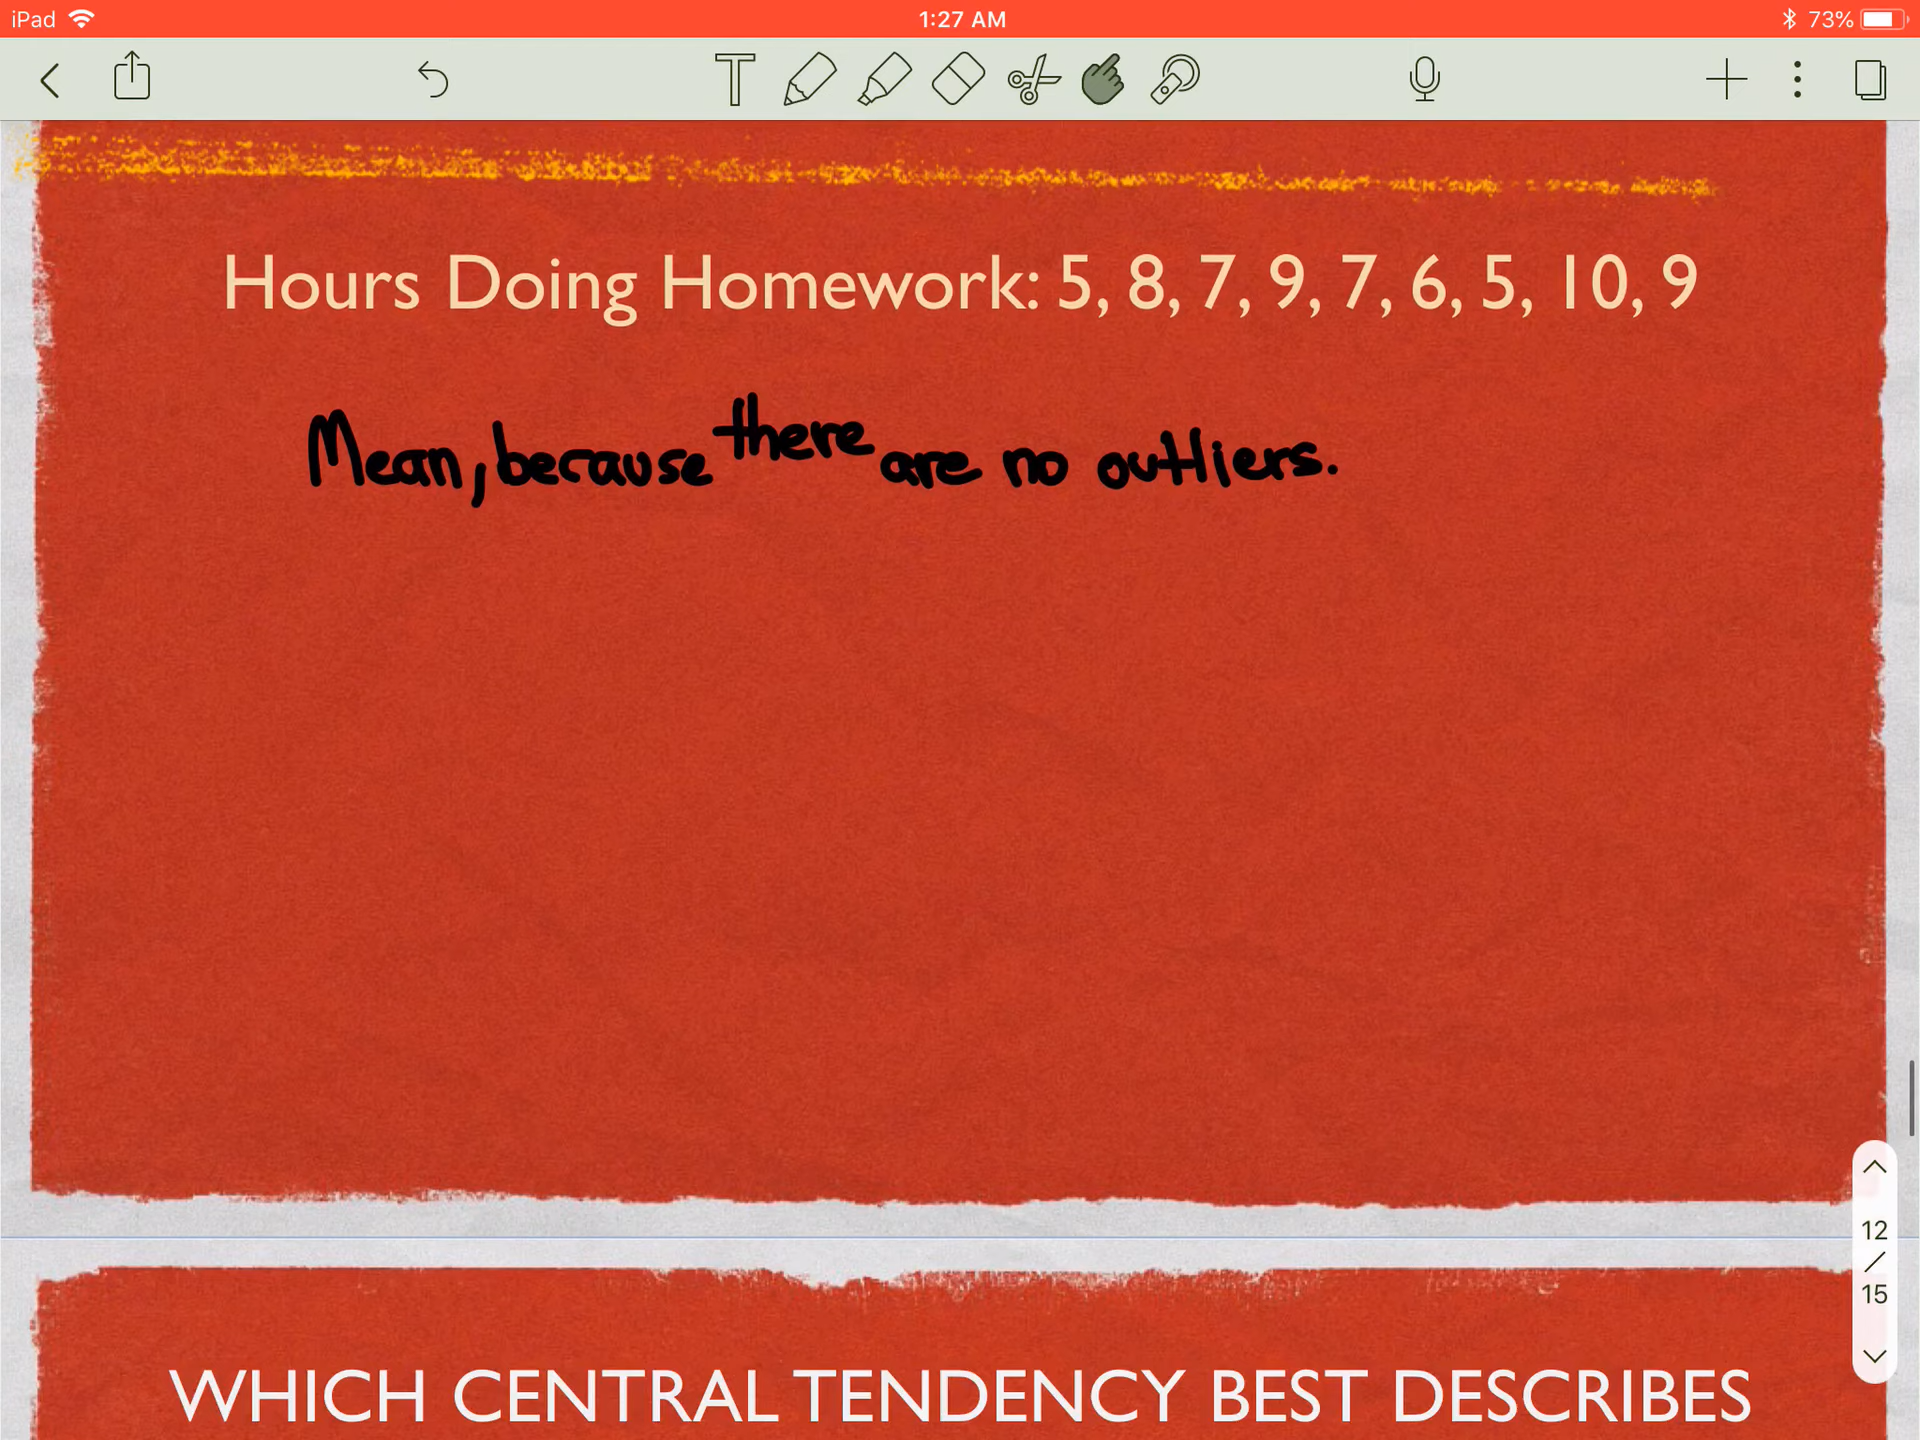 iPad 1:27 AM 73%
Hours Doing Homework: 5, 8, 7, 9, 7, 6, 5, 10, 9
Mean, because there are no outliers.
12
/
15
WHICH CENTRAL TENDENCY BEST DESCRIBES